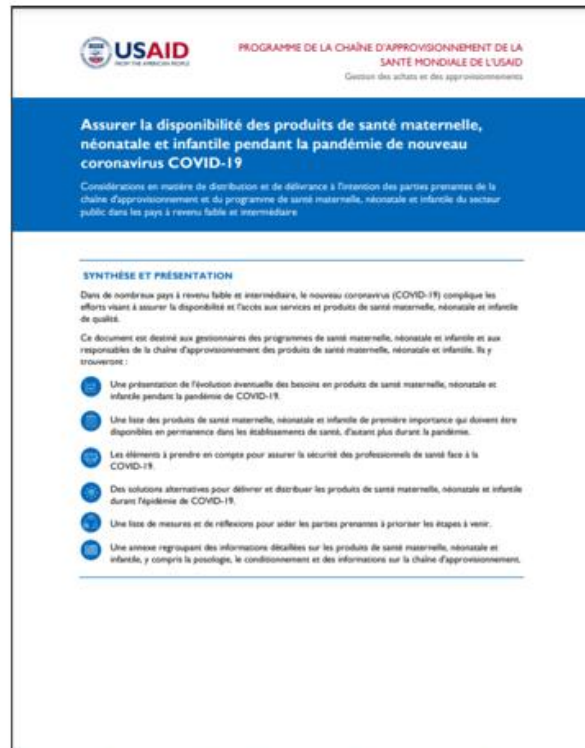 USAID
FROM THE AMERICAN PEOPLE
PROGRAMME DE LA CHAÎNE D'APPROVISIONNEMENT DE LA
SANTÉ MONDIALE DE L'USAID
Gestion des achats et des approvisionnements
Assurer la disponibilité des produits de santé maternelle,
néonatale et infantile pendant la pandémie de nouveau
coronavirus COVID-19
Considérations en matière de distribution et de délivrance à l'intention des parties prenantes de la
chaîne d'approvisionnement et du programme de santé maternelle, néonatale et infantile du secteur
public dans les pays à revenu faible et intermédiaire
SYNTHÈSE ET PRÉSENTATION
Dans de nombreux pays à revenu faible et intermédiaire, le nouveau coronavirus (COVID-19) complique les
efforts visant à assurer la disponibilité et l'accès aux services et produits de santé maternelle, néonatale et infantile
de qualité.
Ce document est destiné aux gestionnaires des programmes de santé maternelle, néonatale et infantile et aux
responsables de la chaîne d'approvisionnement des produits de santé maternelle, néonatale et infantile. Ils y
trouveront :
Une présentation de l'évolution éventuelle des besoins en produits de santé maternelle, néonatale et
infantile pendant la pandémie de COVID-19.
Une liste des produits de santé maternelle, néonatale et infantile de première importance qui doivent être
disponibles en permanence dans les établissements de santé, d'autant plus durant la pandémie.
Les éléments à prendre en compte pour assurer la sécurité des professionnels de santé face à la
COVID-19.
Des solutions alternatives pour délivrer et distribuer les produits de santé maternelle, néonatale et infantile
durant l'épidémie de COVID-19.
Une liste de mesures et de réflexions pour aider les parties prenantes à prioriser les étapes à venir.
Une annexe regroupant des informations détaillées sur les produits de santé maternelle, néonatale et
infantile, y compris la posologie, le conditionnement et des informations sur la chaîne d'approvisionnement.